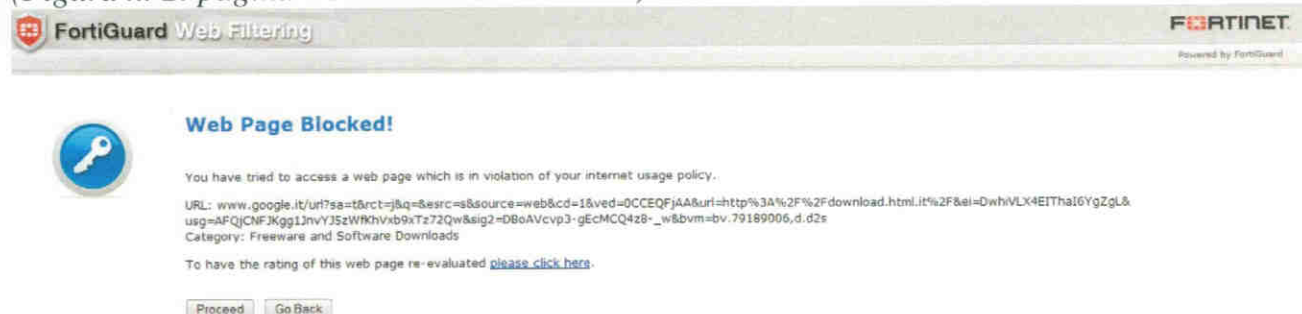 FortiGuard Web Filtering
FORTINET
Powered by FortiGuard
Web Page Blocked!
You have tried to access a web page which is in violation of your internet usage policy.
URL: www.google.it/url?sa=t&rct=j&q=&esrc=s&source=web&cd=1&ved=0CCEQFjAA&url=http%3A%2F%2Fdownload.html.it%2F&ei=DwhiVLX4EIThaI6YgZgL&
usg=AFQjCNFJKgg1JnvYJ5zWfKhVxb9xTz72Qw&sig2=DBoAVcvp3-gEcMCQ4z8-_w&bvm=bv.79189006,d.d2s
Category: Freeware and Software Downloads
To have the rating of this web page re-evaluated please click here.
Proceed Go Back